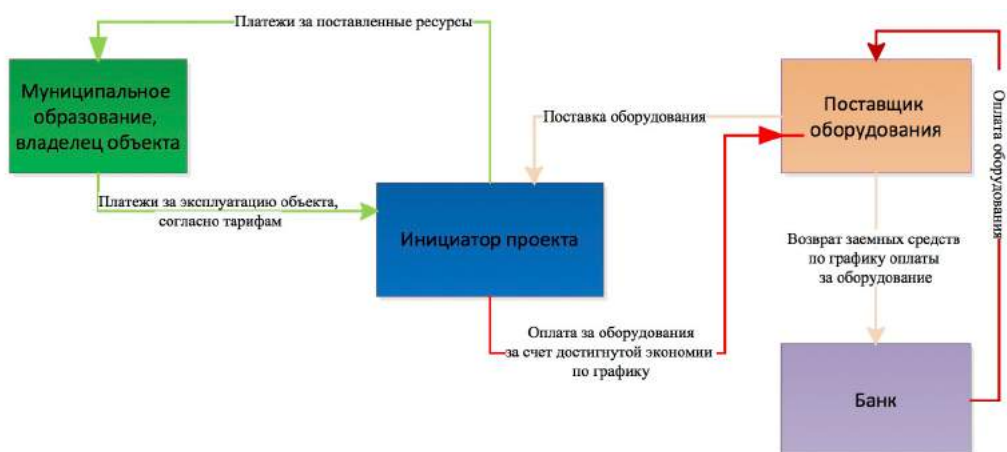 Платежи за поставленные ресурсы
Муниципальное
образование,
владелец объекта
Поставщик
оборудования
Оплата оборудования
Поставка оборудования
Платежи за эксплуатацию объекта,
согласно тарифам
Инициатор проекта
Возврат заемных средств
по графику оплаты
за оборудование
Оплата за оборудования
за счет достигнутой экономии
по графику
Банк